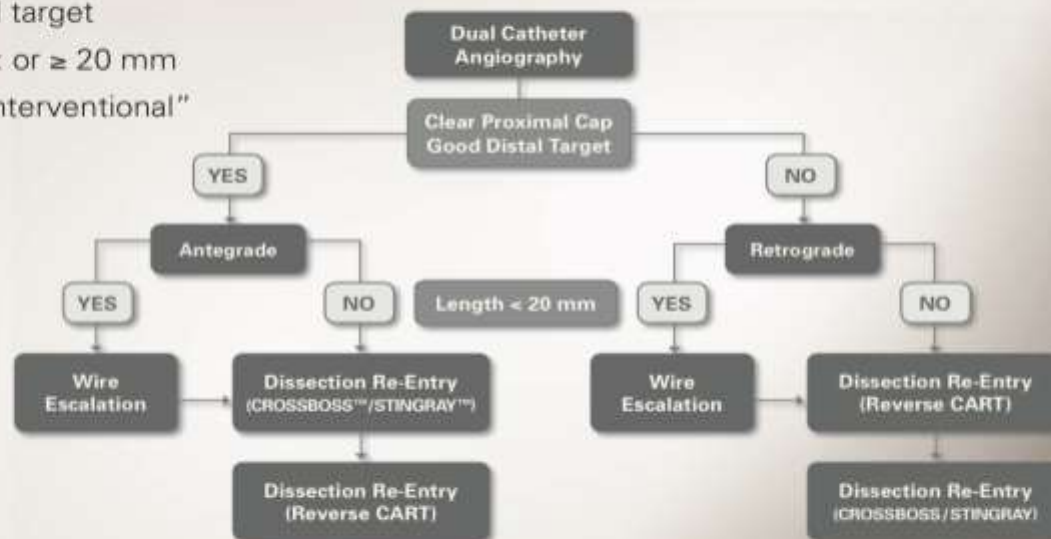 target
or ≥ 20 mm
nterventional"
Dual Catheter
Angiography
Clear Proximal Cap
Good Distal Target
YES
NO
Antegrade
Retrograde
YES
NO
Length < 20 mm
YES
NO
Wire
Escalation
Dissection Re-Entry
(CROSSBOSS™/STINGRAY™)
Wire
Escalation
Dissection Re-Entry
(Reverse CART)
Dissection Re-Entry
(Reverse CART)
Dissection Re-Entry
(CROSSBOSS/STINGRAY)